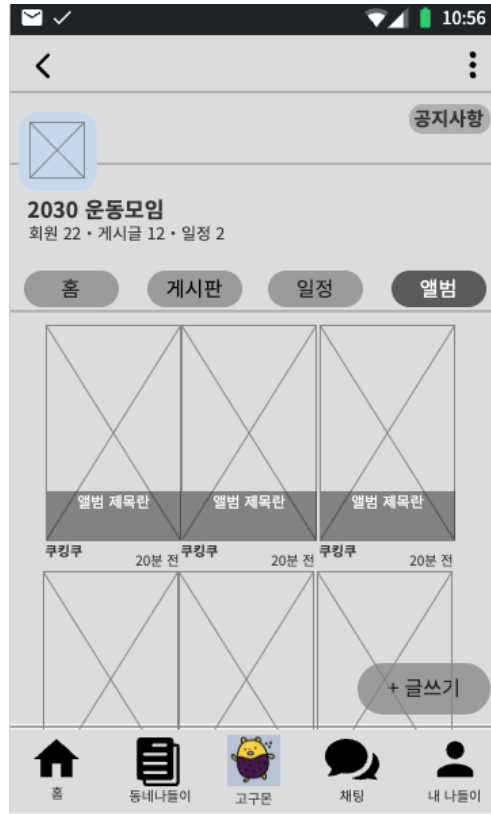 10:56
공지사항
2030 운동모임
회원 22 • 게시글 12 • 일정 2
홈 게시판 일정 앨범
앨범 제목란 앨범 제목란 앨범 제목란
쿠킹쿠 20분 전 쿠킹쿠 20분 전 쿠킹쿠 20분 전
+ 글쓰기
홈 동네나들이 고구몬 채팅 내 나들이